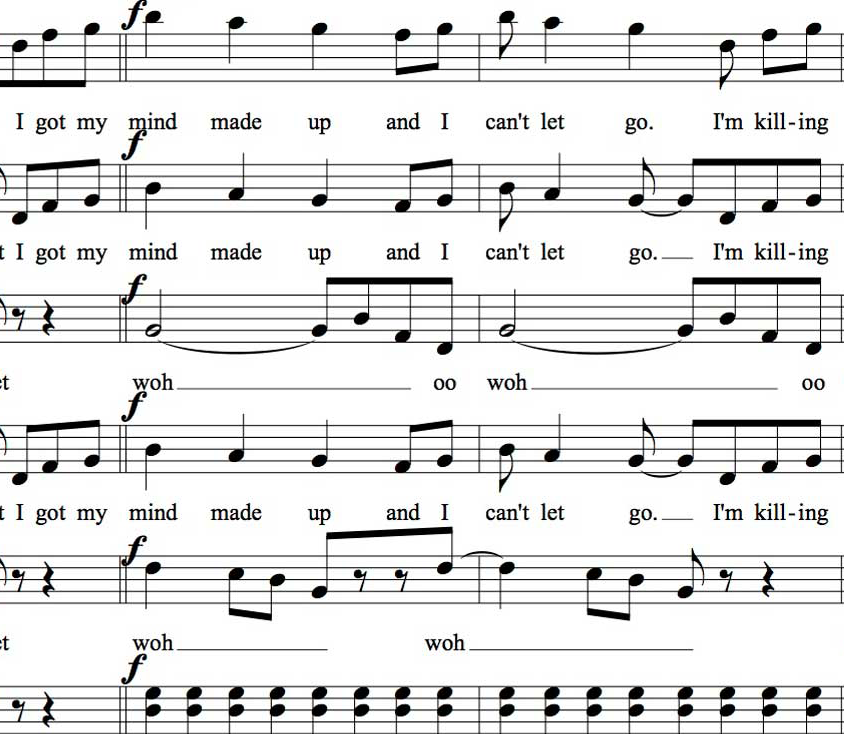 f
I got my mind made up and I can't let go. I'm kill-ing
f
t I got my mind made up and I can't let go. I'm kill-ing
f
et woh oo woh oo
f
t I got my mind made up and I can't let go. I'm kill-ing
f
et woh woh
f